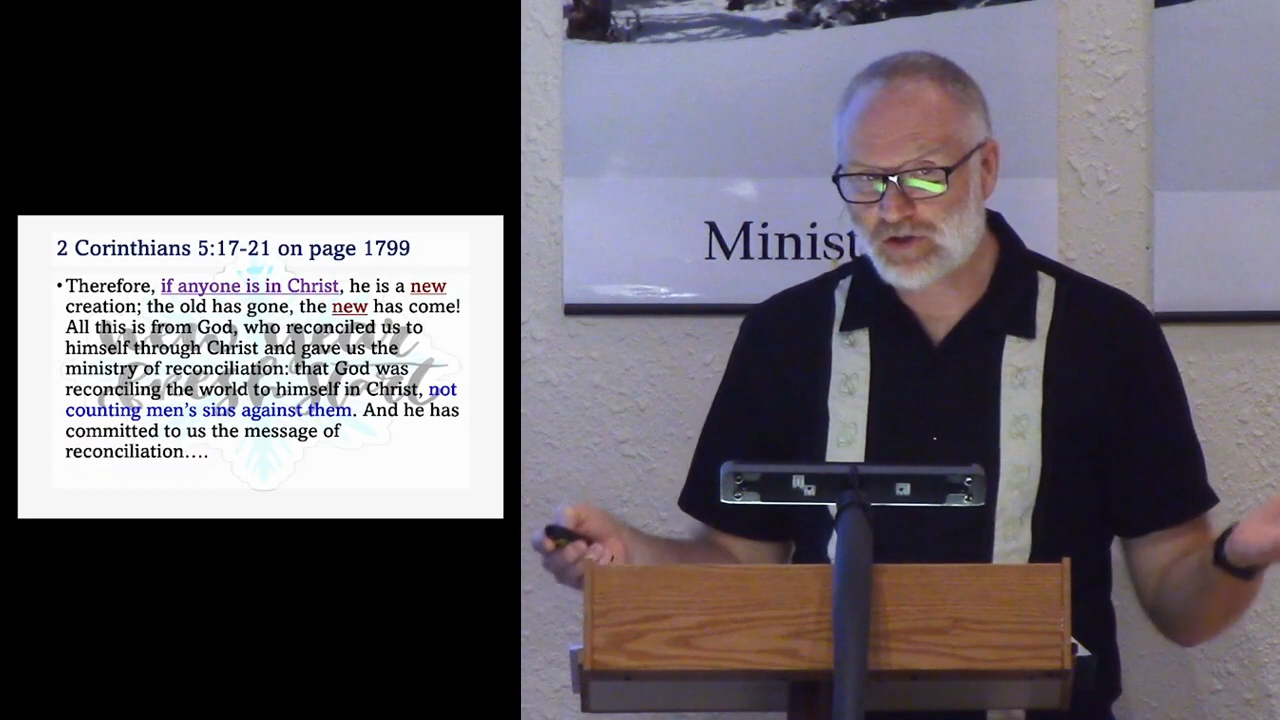 2 Corinthians 5:17-21 on page 1799
•Therefore, if anyone is in Christ, he is a new
creation; the old has gone, the new has come!
All this is from God, who reconciled us to
himself through Christ and gave us the
ministry of reconciliation: that God was
reconciling the world to himself in Christ, not
counting men’s sins against them. And he has
committed to us the message of
reconciliation….
Minist